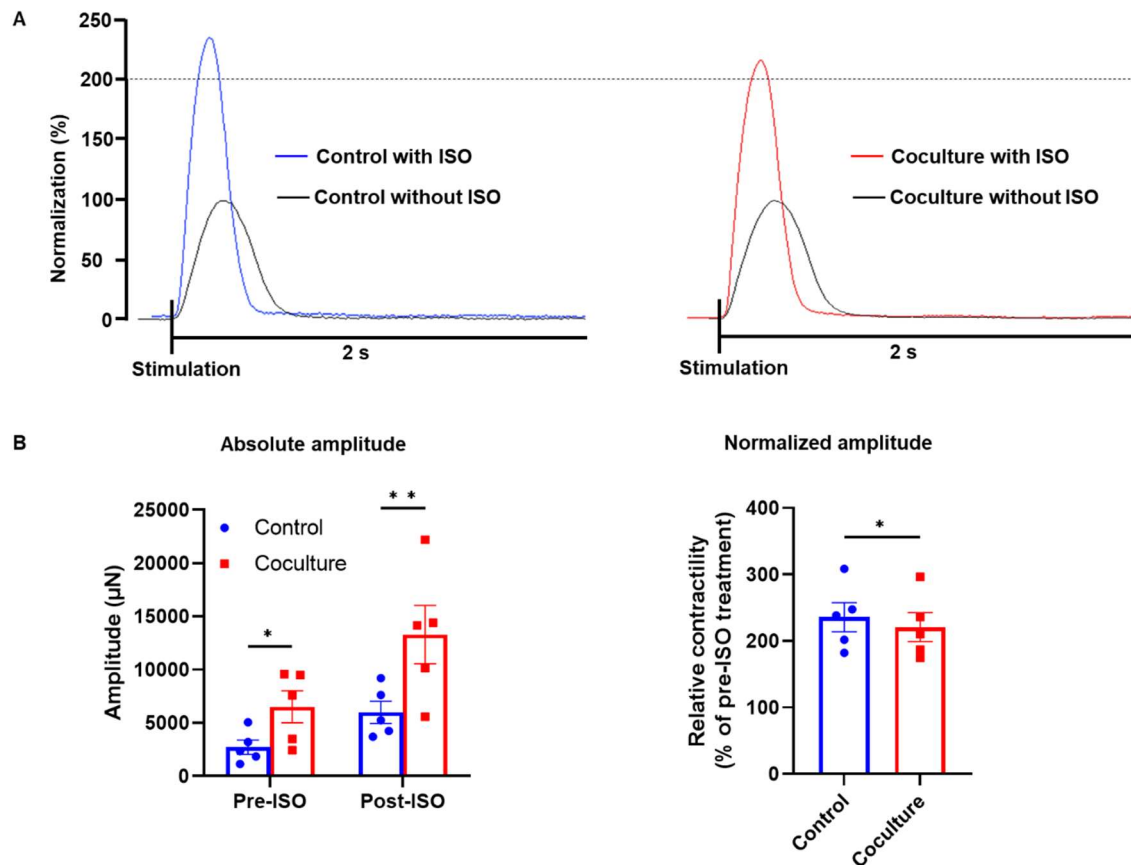 A
250
200
150
100
50
0
Normalization (%)
Control with ISO
Control without ISO
2 s
Stimulation
Coculture with ISO
Coculture without ISO
2 s
Stimulation
B
Absolute amplitude
25000
20000
15000
10000
5000
0
Amplitude (µN)
Control
Coculture
*
* *
Pre-ISO
Post-ISO
Normalized amplitude
400
300
200
100
0
Relative contractility
(% of pre-ISO treatment)
*
Control
Coculture